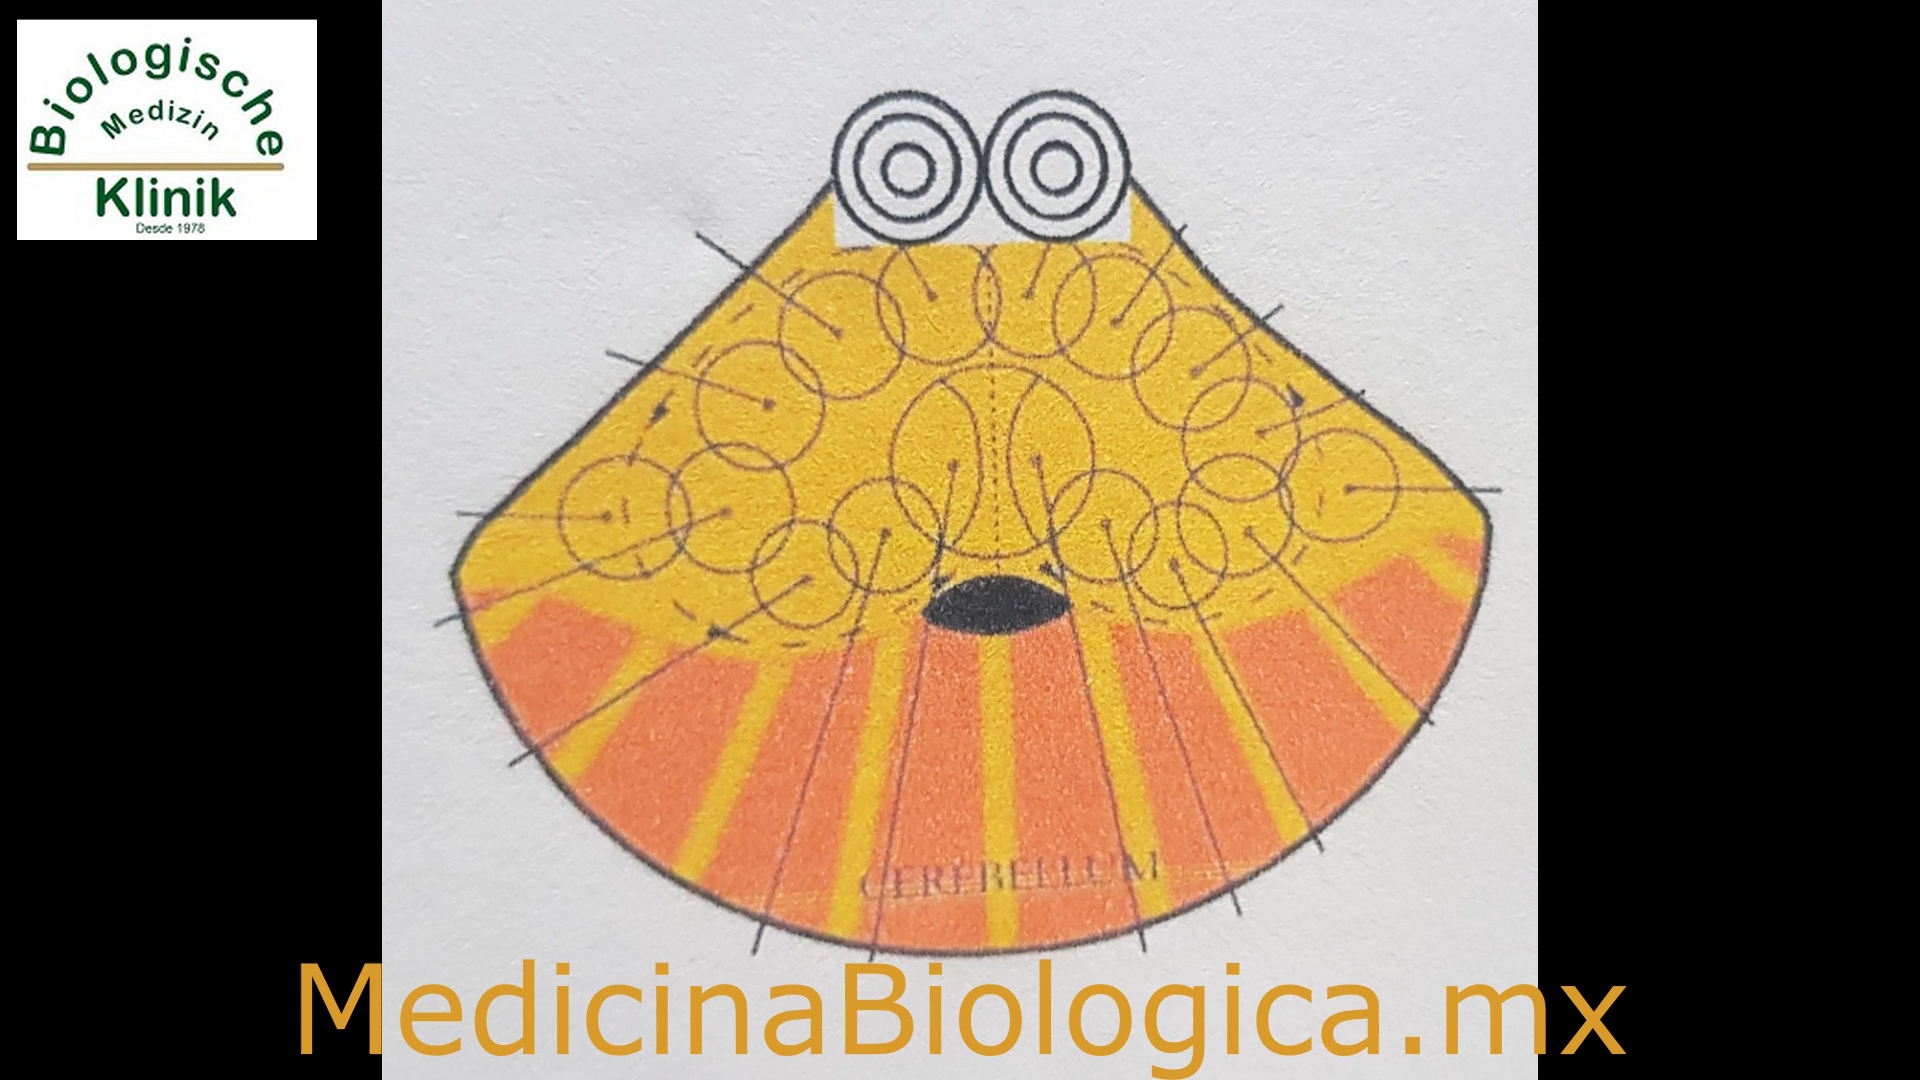 Biologische
Medizin
Klinik
Desde 1978
CEREBELLUM
MedicinaBiologica.mx